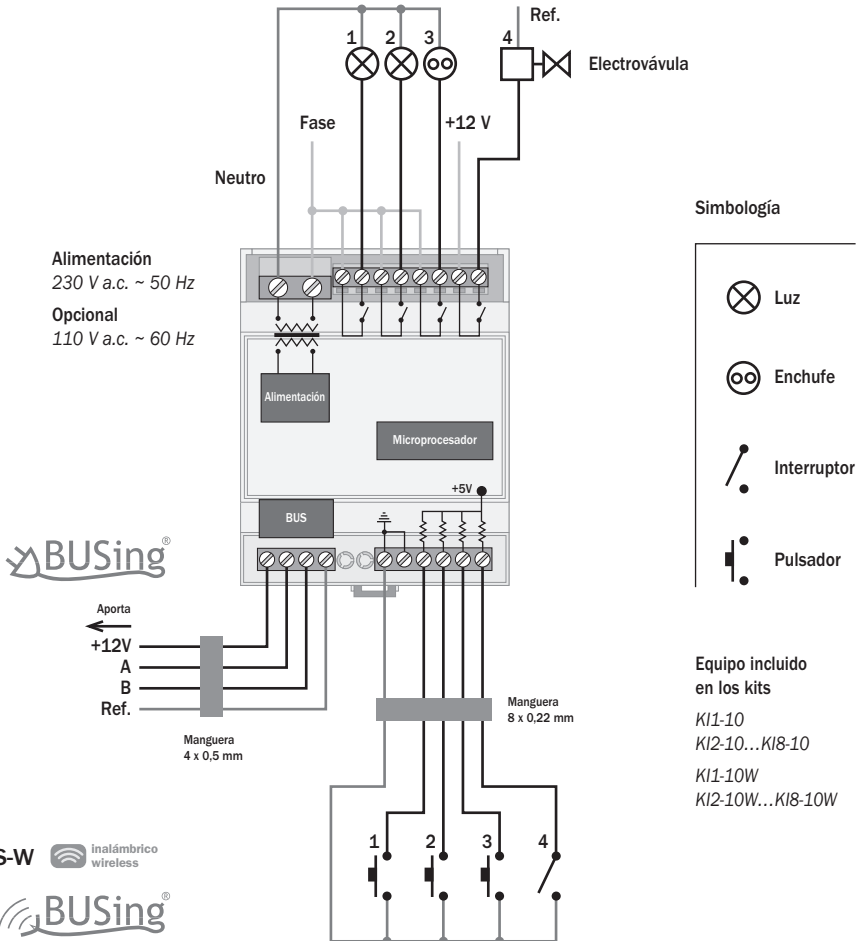 Ref.
1
2
3
4
Electrovávula
Fase
+12 V
Neutro
Alimentación
230 V a.c. ~ 50 Hz
Opcional
110 V a.c. ~ 60 Hz
Alimentación
Microprocesador
+5V
BUS
BUSing®
Aporta
+12V
A
B
Ref.
Manguera
4 x 0,5 mm
Manguera
8 x 0,22 mm
1
2
3
4
S-W
inalámbrico
wireless
BUSing®
Simbología
Luz
Enchufe
Interruptor
Pulsador
Equipo incluido
en los kits
KI1-10
KI2-10...KI8-10
KI1-10W
KI2-10W...KI8-10W